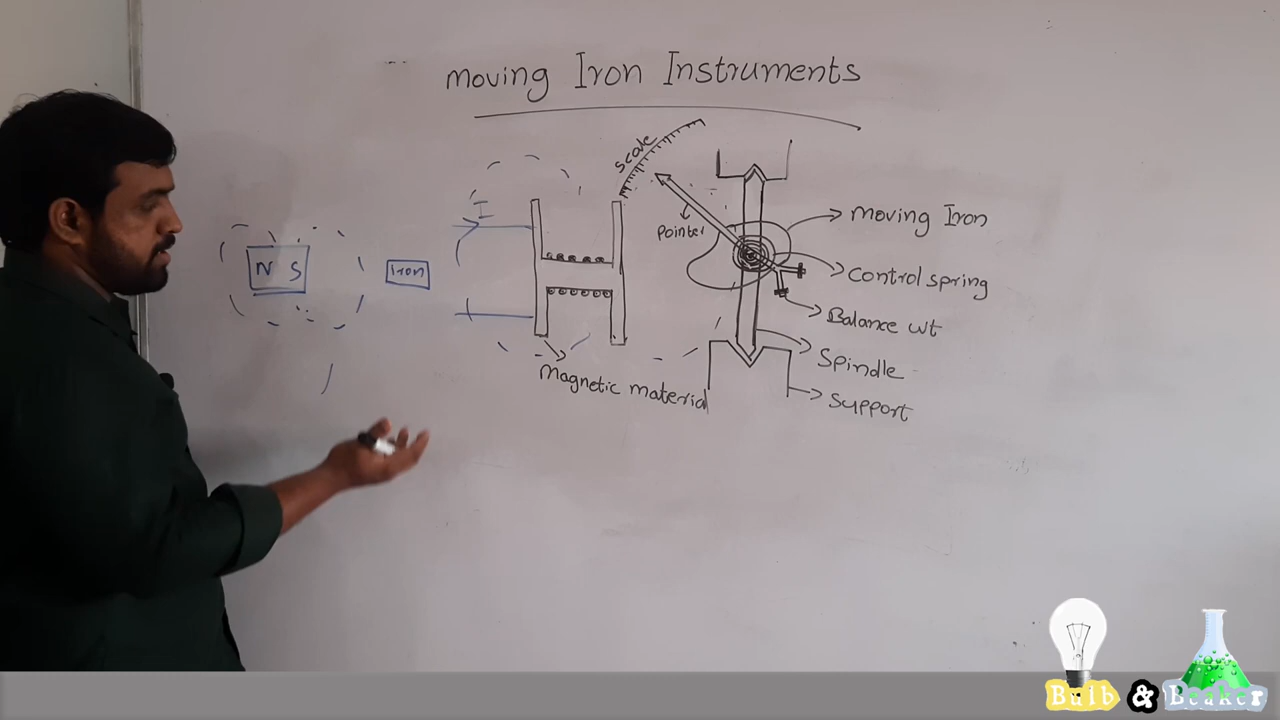 Moving Iron Instruments
scale
I
Pointer
N S
Iron
Moving Iron
Control spring
Balance wt
Spindle
Support
Magnetic material
Bulb & Beaker